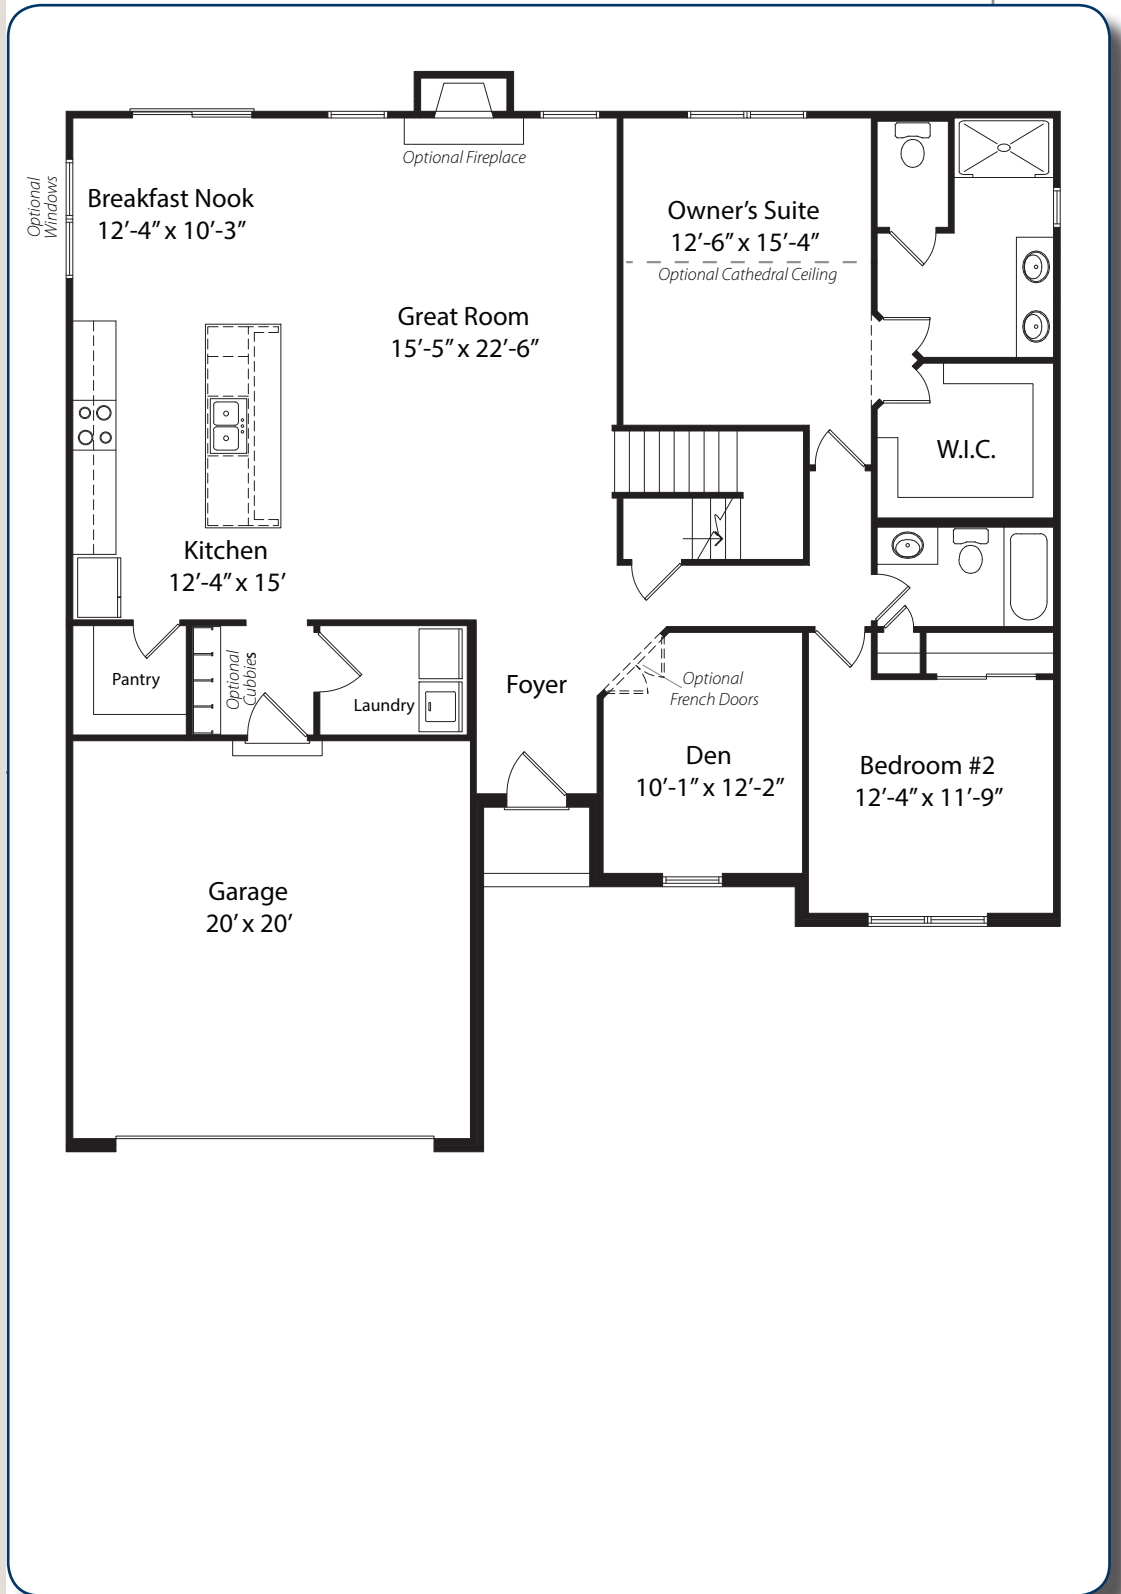 Optional Fireplace
Optional
Windows
Breakfast Nook
12’-4” x 10’-3”
Owner’s Suite
12’-6” x 15’-4”
Optional Cathedral Ceiling
Great Room
15’-5” x 22’-6”
W.I.C.
Kitchen
12’-4” x 15’
Pantry
Optional
Cubbies
Laundry
Foyer
Optional
French Doors
Den
10’-1” x 12’-2”
Bedroom #2
12’-4” x 11’-9”
Garage
20’ x 20’